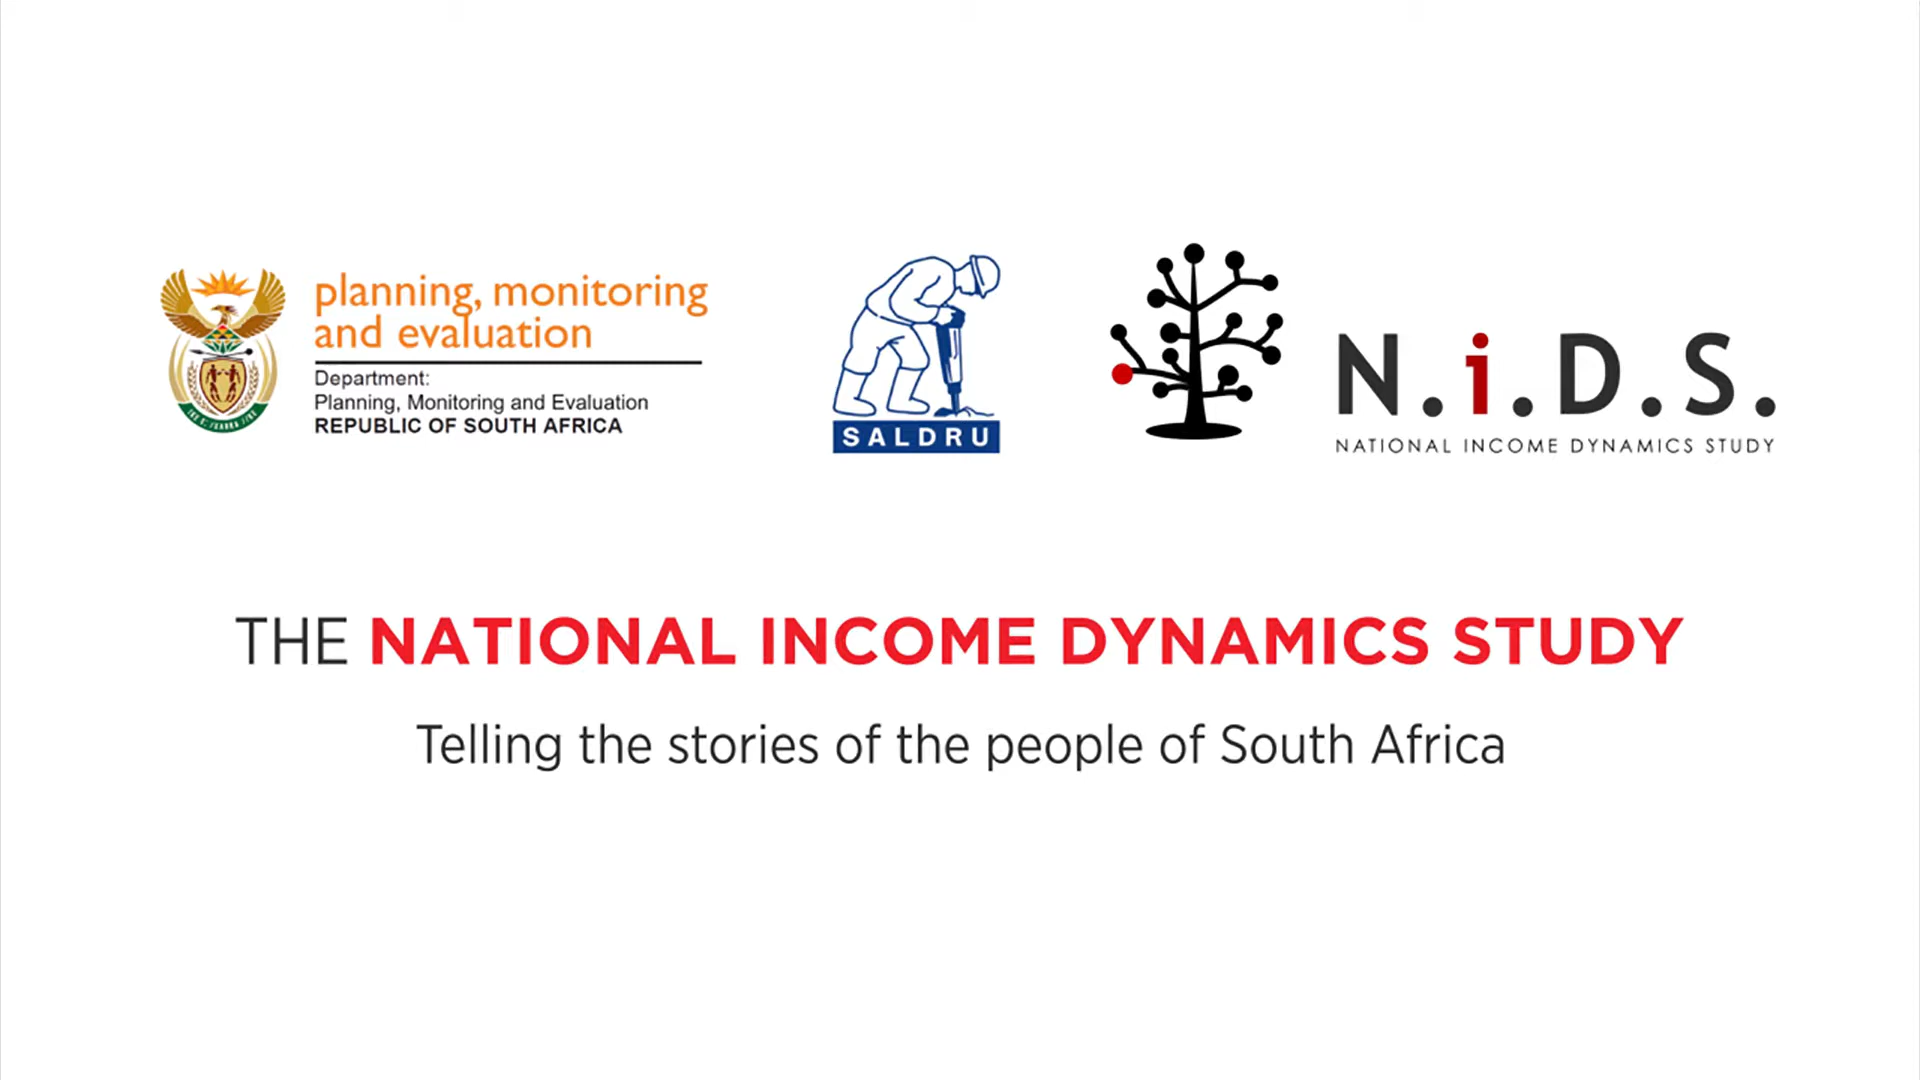 planning, monitoring
and evaluation
Department:
Planning, Monitoring and Evaluation
REPUBLIC OF SOUTH AFRICA
SALDRU
N.i.D.S.
NATIONAL INCOME DYNAMICS STUDY
THE NATIONAL INCOME DYNAMICS STUDY
Telling the stories of the people of South Africa